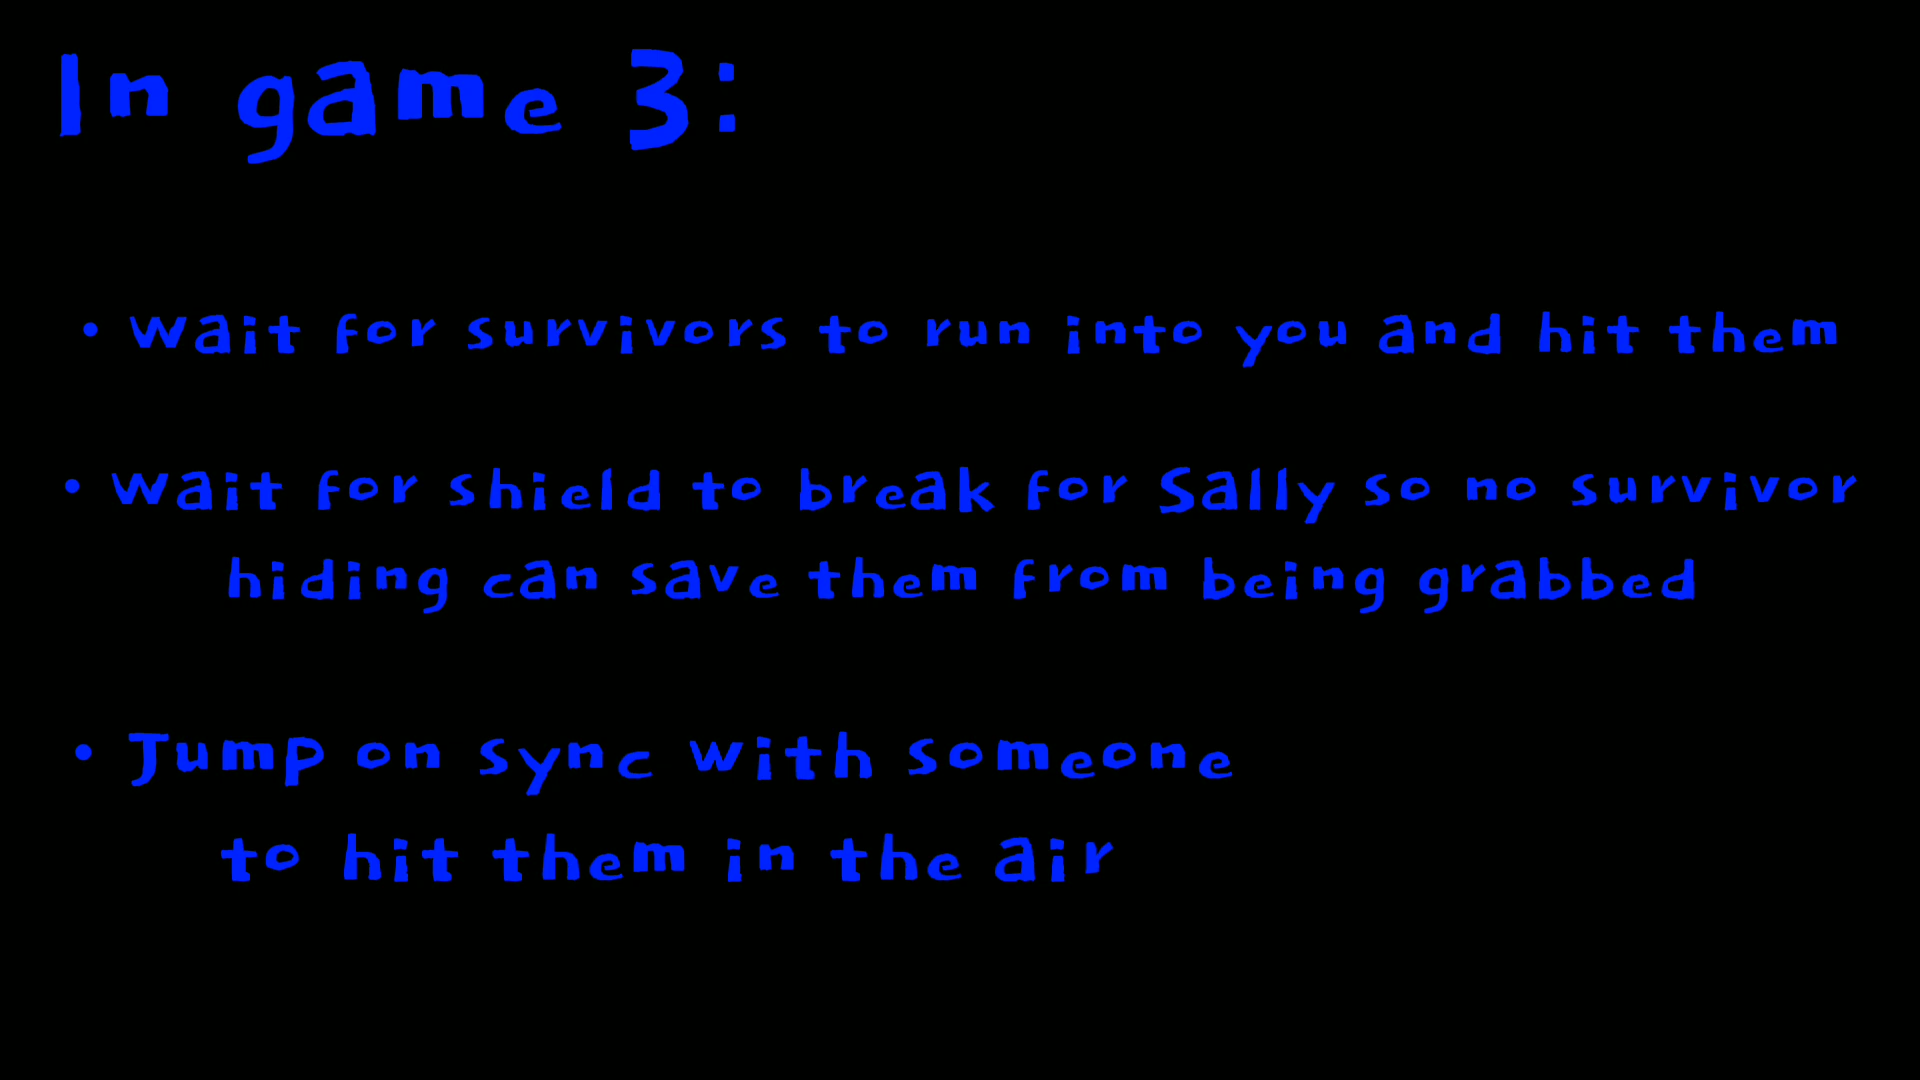 In game 3:
• Wait for survivors to run into you and hit them
• Wait for shield to break for Sally so no survivor
hiding can save them from being grabbed
• Jump on sync with someone
to hit them in the air